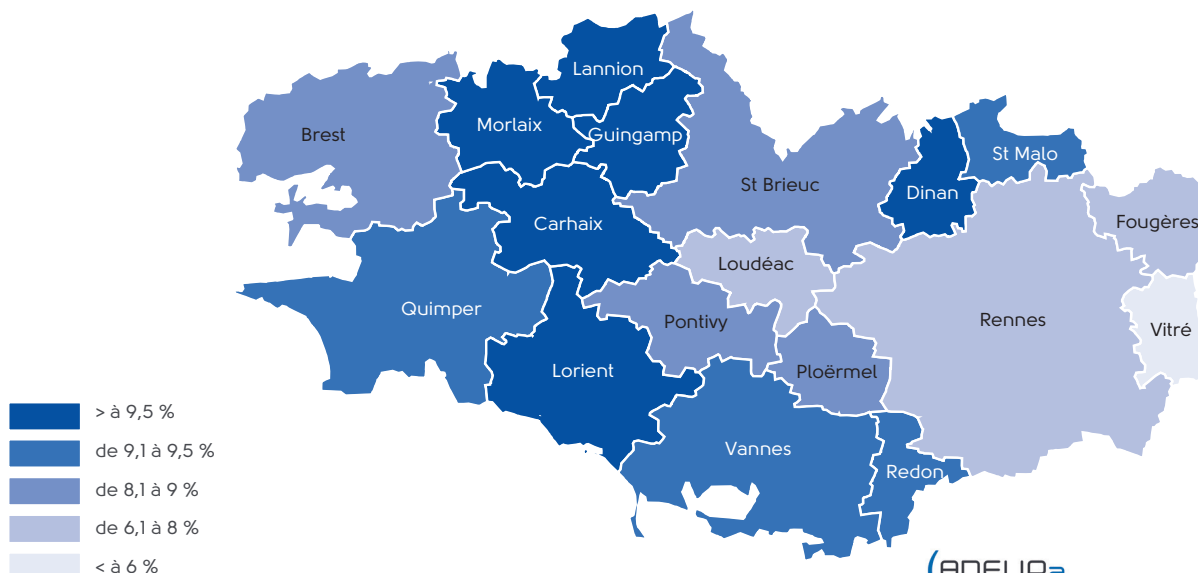 Lannion
Morlaix
Guingamp
Brest
St Malo
St Brieuc
Dinan
Fougères
Carhaix
Loudéac
Quimper
Pontivy
Rennes
Vitré
Lorient
Ploërmel
Vannes
Redon
> à 9,5 %
de 9,1 à 9,5 %
de 8,1 à 9 %
de 6,1 à 8 %
< à 6 %